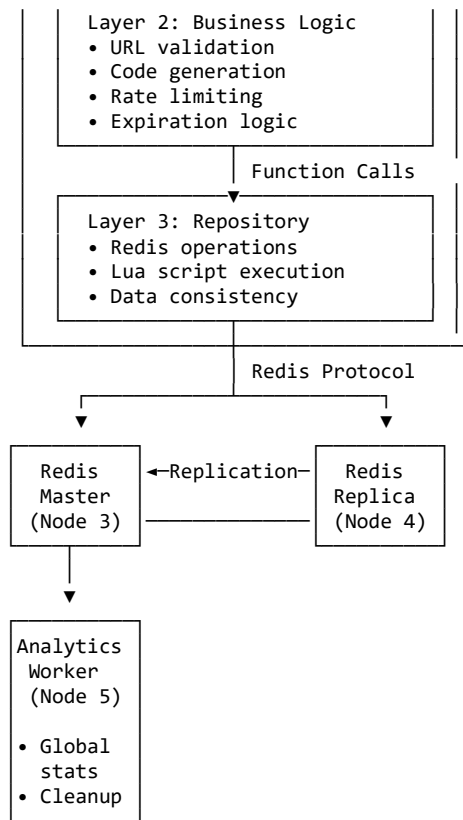 Layer 2: Business Logic
• URL validation
• Code generation
• Rate limiting
• Expiration logic
Function Calls
Layer 3: Repository
• Redis operations
• Lua script execution
• Data consistency
Redis Protocol
Redis
Master
(Node 3)
Replication
Redis
Replica
(Node 4)
Analytics
Worker
(Node 5)
• Global
stats
• Cleanup